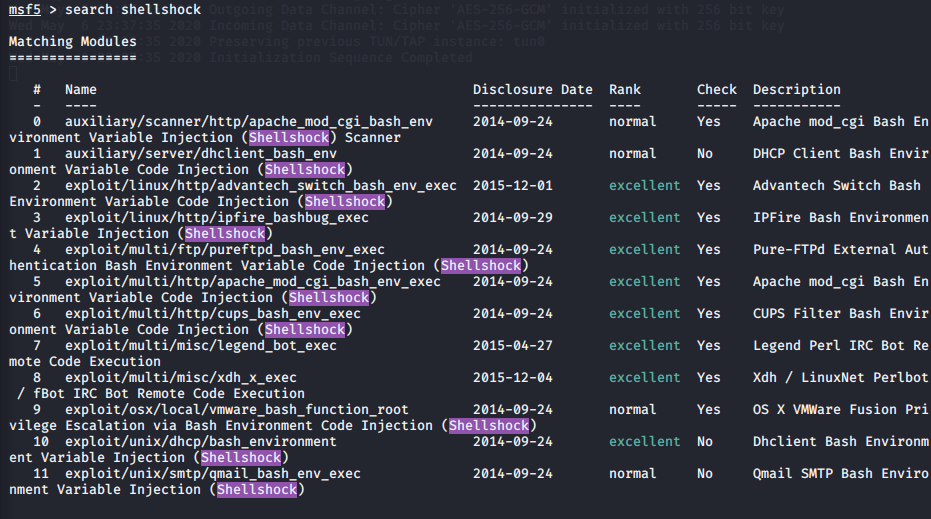 msf5 > search shellshock
Outgoing Data Channel: Cipher 'AES-256-GCM' initialized with 256 bit key
Wed May  6 23:37:35 2020 Incoming Data Channel: Cipher 'AES-256-GCM' initialized with 256 bit key
Matching Modules
:35 2020 Preserving previous TUN/TAP instance: tun0
================
:35 2020 Initialization Sequence Completed
#  Name  Disclosure Date  Rank  Check  Description
-  ----  ---------------  ----  -----  -----------
0  auxiliary/scanner/http/apache_mod_cgi_bash_env  2014-09-24  normal  Yes  Apache mod_cgi Bash En
vironment Variable Injection (Shellshock) Scanner
1  auxiliary/server/dhclient_bash_env  2014-09-24  normal  No  DHCP Client Bash Envir
onment Variable Code Injection (Shellshock)
2  exploit/linux/http/advantech_switch_bash_env_exec  2015-12-01  excellent  Yes  Advantech Switch Bash
Environment Variable Code Injection (Shellshock)
3  exploit/linux/http/ipfire_bashbug_exec  2014-09-29  excellent  Yes  IPFire Bash Environmen
t Variable Injection (Shellshock)
4  exploit/multi/ftp/pureftpd_bash_env_exec  2014-09-24  excellent  Yes  Pure-FTPd External Aut
hentication Bash Environment Variable Code Injection (Shellshock)
5  exploit/multi/http/apache_mod_cgi_bash_env_exec  2014-09-24  excellent  Yes  Apache mod_cgi Bash En
vironment Variable Code Injection (Shellshock)
6  exploit/multi/http/cups_bash_env_exec  2014-09-24  excellent  Yes  CUPS Filter Bash Envir
onment Variable Code Injection (Shellshock)
7  exploit/multi/misc/legend_bot_exec  2015-04-27  excellent  Yes  Legend Perl IRC Bot Re
mote Code Execution
8  exploit/multi/misc/xdh_x_exec  2015-12-04  excellent  Yes  Xdh / LinuxNet Perlbot
/ fBot IRC Bot Remote Code Execution
9  exploit/osx/local/vmware_bash_function_root  2014-09-24  normal  Yes  OS X VMWare Fusion Pri
vilege Escalation via Bash Environment Code Injection (Shellshock)
10  exploit/unix/dhcp/bash_environment  2014-09-24  excellent  No  Dhclient Bash Environm
ent Variable Injection (Shellshock)
11  exploit/unix/smtp/qmail_bash_env_exec  2014-09-24  normal  No  Qmail SMTP Bash Enviro
nment Variable Injection (Shellshock)